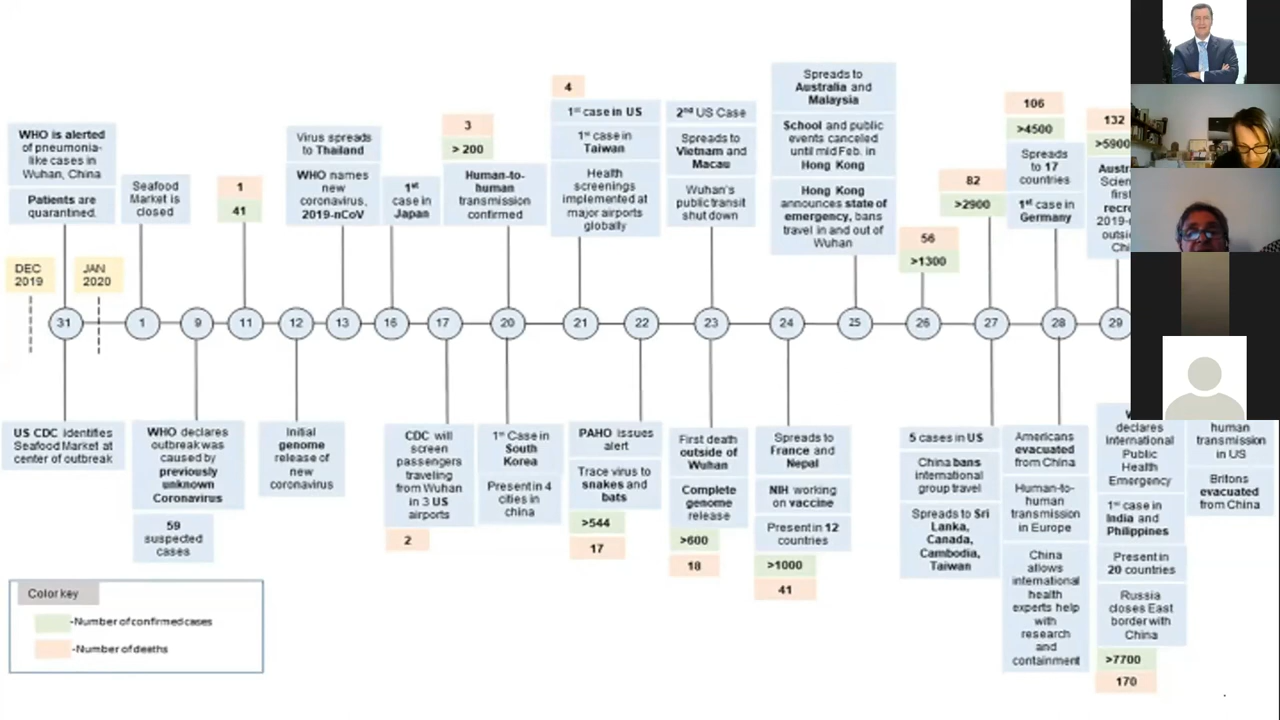 WHO is alerted
of pneumonia-
like cases in
Wuhan, China
Patients are
quarantined.
DEC
2019
JAN
2020
Seafood
Market is
closed
1
41
Virus spreads
to Thailand
WHO names
new
coronavirus,
2019-nCoV
1st
case in
Japan
3
> 200
Human-to-
human
transmission
confirmed
4
1st case in US
1st case in
Taiwan
Health
screenings
implemented at
major airports
globally
2nd US Case
Spreads to
Vietnam and
Macau
Wuhan's
public transit
shut down
Spreads to
Australia and
Malaysia
School and public
events canceled
until mid Feb. in
Hong Kong
Hong Kong
announces state of
emergency, bans
travel in and out of
Wuhan
56
>1300
82
>2900
106
>4500
Spreads
to 17
countries
1st case in
Germany
132
>5900
31
1
9
11
12
13
16
17
20
21
22
23
24
25
26
27
28
29
US CDC identifies
Seafood Market at
center of outbreak
WHO declares
outbreak was
caused by
previously
unknown
Coronavirus
59
suspected
cases
Initial
genome
release of
new
coronavirus
CDC will
screen
passengers
traveling
from Wuhan
in 3 US
airports
2
1st Case in
South
Korea
Present in 4
cities in
china
PAHO issues
alert
Trace virus to
snakes and
bats
>544
17
First death
outside of
Wuhan
Complete
genome
release
>600
18
Spreads to
France and
Nepal
NIH working
on vaccine
Present in 12
countries
>1000
41
5 cases in US
China bans
international
group travel
Spreads to Sri
Lanka,
Canada,
Cambodia,
Taiwan
Americans
evacuated
from China
Human-to-
human
transmission
in Europe
China
allows
international
health
experts help
with
research
and
containment
declares
International
Public
Health
Emergency
1st case in
India and
Philippines
Present in
20 countries
Russia
closes East
border with
China
>7700
170
human
transmission
in US
Britons
evacuated
from China
Color key
-Number of confirmed cases
-Number of deaths